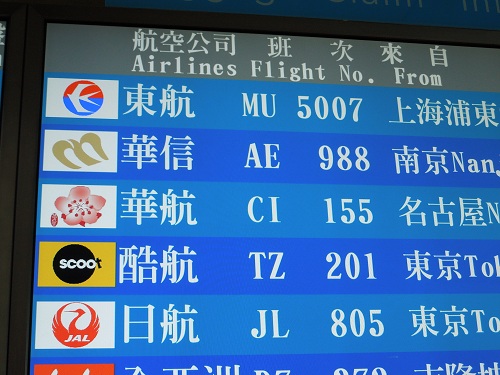 航空公司 班次 來自
Airlines Flight No. From
東航 MU 5007 上海浦東
華信 AE 988 南京Nan
華航 CI 155 名古屋N
scoot 酷航 TZ 201 東京Tok
JAL 日航 JL 805 東京To